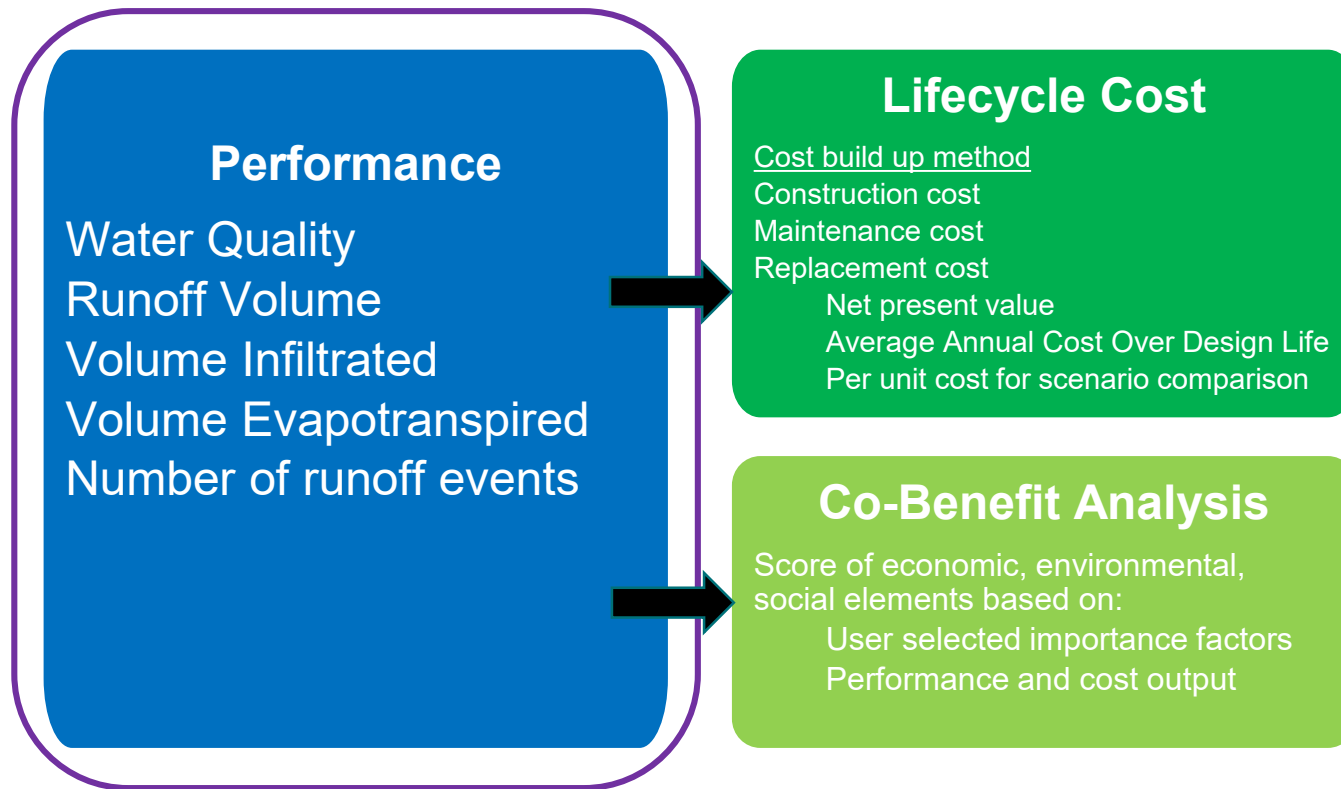 Performance
Water Quality
Runoff Volume
Volume Infiltrated
Volume Evapotranspired
Number of runoff events
Lifecycle Cost
Cost build up method
Construction cost
Maintenance cost
Replacement cost
Net present value
Average Annual Cost Over Design Life
Per unit cost for scenario comparison
Co-Benefit Analysis
Score of economic, environmental,
social elements based on:
User selected importance factors
Performance and cost output